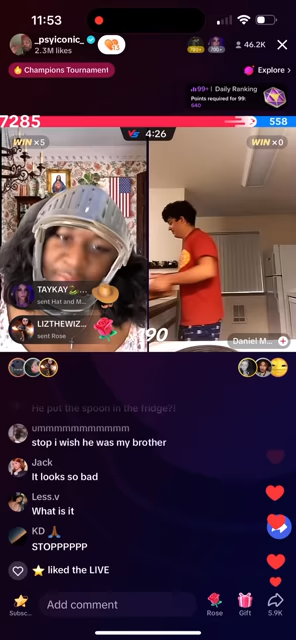 11:53
_psyiconic_
2.3M likes
46.2K
Champions Tournament
Explore >
99+ | Daily Ranking
Points required for 99:
640
7285
558
VS 4:26
WIN ×5
WIN ×0
TAYKAY
sent Hat and M...
LIZTHEWIZ...
sent Rose
Daniel M...
He put the spoon in the fridge?!
ummmmmmmmmmm
stop i wish he was my brother
Jack
It looks so bad
Less.v
What is it
KD
STOPPPPPP
liked the LIVE
Subsc...
Add comment
Rose
Gift
5.9K